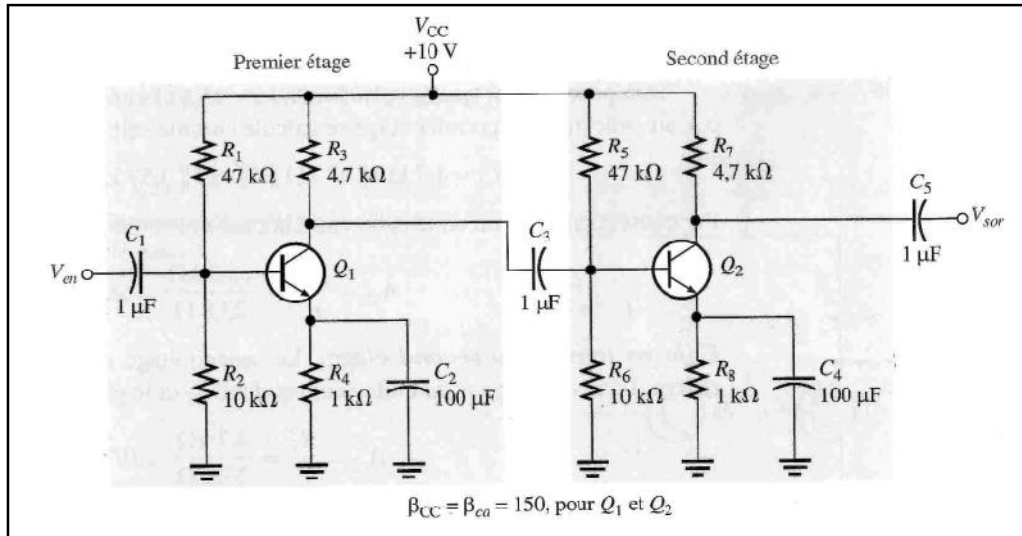 V_CC
+10 V
Premier étage
Second étage
R_1
47 kΩ
R_3
4,7 kΩ
R_5
47 kΩ
R_7
4,7 kΩ
C_5
1 µF
V_sor
C_1
1 µF
V_en
Q_1
C_3
1 µF
Q_2
R_2
10 kΩ
R_4
1 kΩ
C_2
100 µF
R_6
10 kΩ
R_8
1 kΩ
C_4
100 µF
β_CC = β_ca = 150, pour Q_1 et Q_2